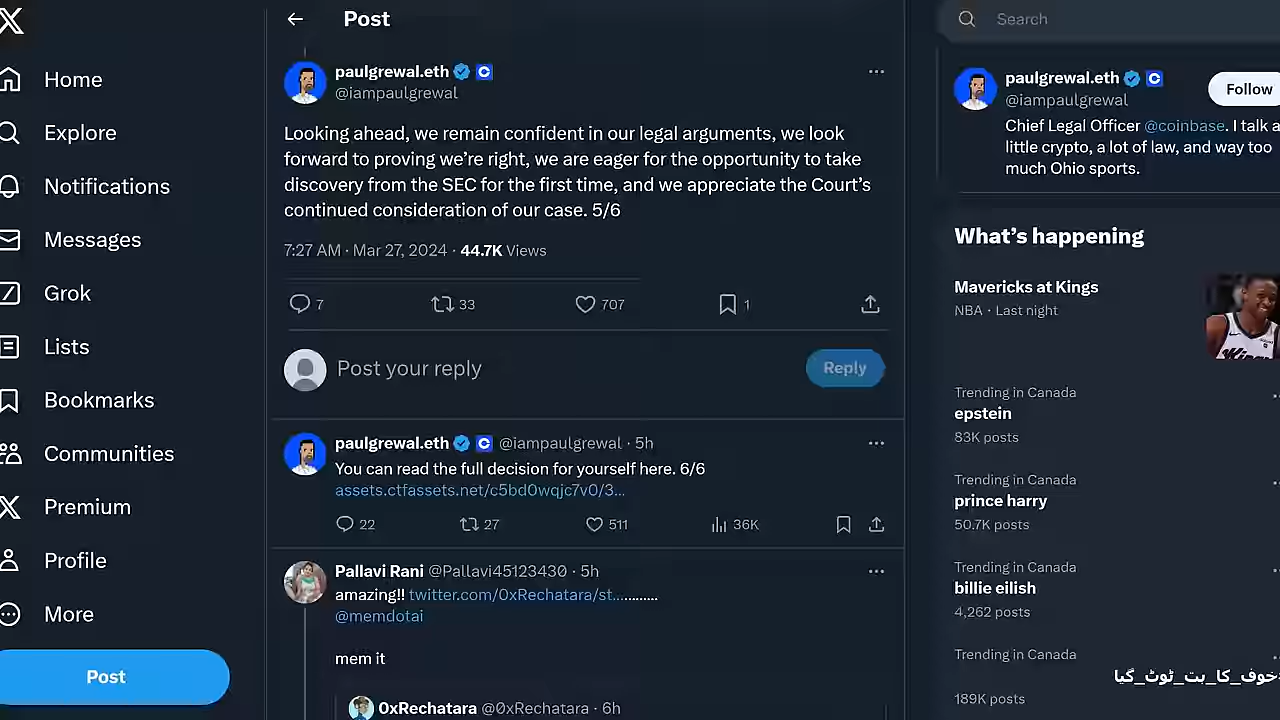 Home
Explore
Notifications
Messages
Grok
Lists
Bookmarks
Communities
Premium
Profile
More
Post
Post
paulgrewal.eth
@iampaulgrewal
Looking ahead, we remain confident in our legal arguments, we look
forward to proving we’re right, we are eager for the opportunity to take
discovery from the SEC for the first time, and we appreciate the Court’s
continued consideration of our case. 5/6
7:27 AM · Mar 27, 2024 · 44.7K Views
7 33 707 1
Post your reply
Reply
paulgrewal.eth @iampaulgrewal · 5h
You can read the full decision for yourself here. 6/6
assets.ctfassets.net/c5bd0wqjc7v0/3...
22 27 511 36K
Pallavi Rani @Pallavi45123430 · 5h
amazing!! twitter.com/0xRechatara/st............
@memdotai
mem it
0xRechatara @0xRechatara · 6h
Search
paulgrewal.eth
Follow
@iampaulgrewal
Chief Legal Officer @coinbase. I talk a
little crypto, a lot of law, and way too
much Ohio sports.
What’s happening
Mavericks at Kings
NBA · Last night
Trending in Canada
epstein
83K posts
Trending in Canada
prince harry
50.7K posts
Trending in Canada
billie eilish
4,262 posts
Trending in Canada
خوف_کا_بت_ٹوٹ_گیا
189K posts